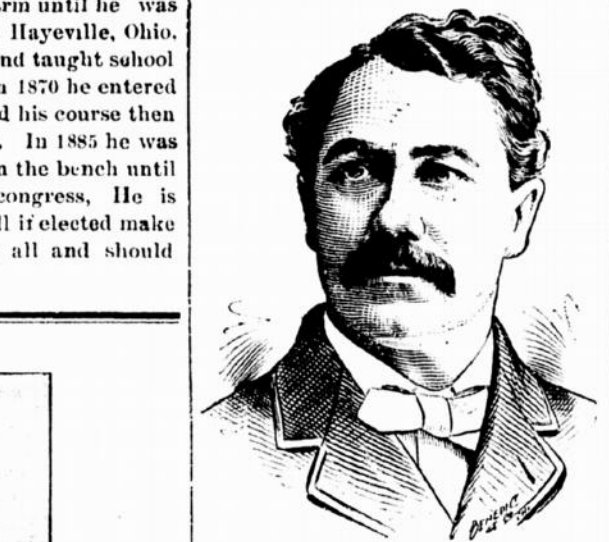 rm until he was
Hayeville, Ohio.
nd taught school
n 1870 he entered
d his course then
. In 1885 he was
n the bench until
congress, He is
ll if elected make
all and should
BENEDICT